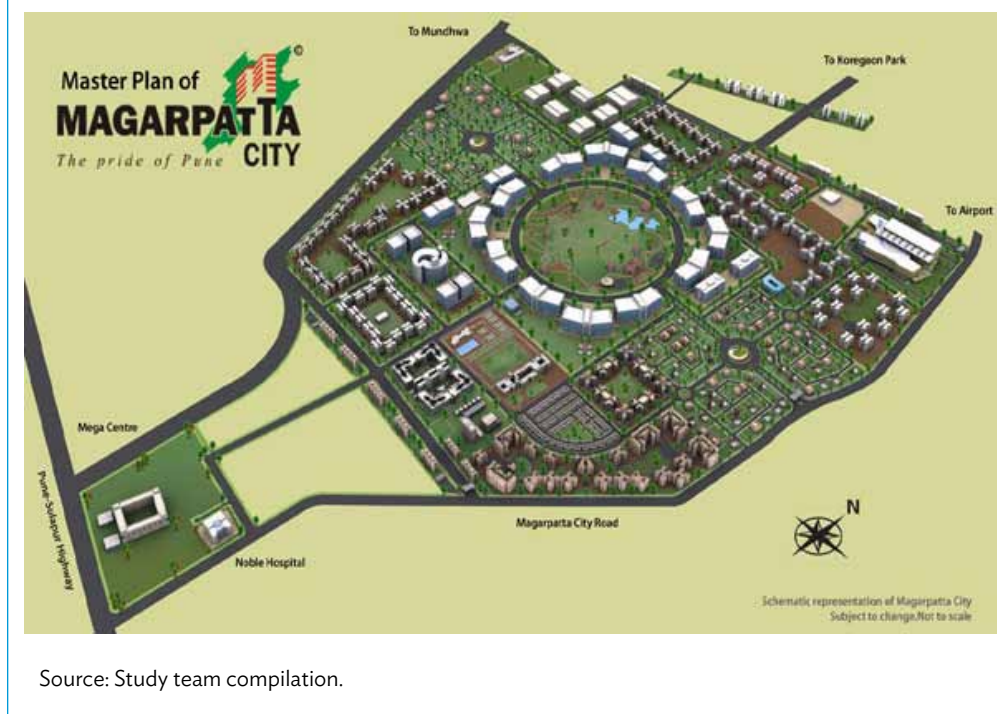 To Mundhwa
To Koregaon Park
©
Master Plan of
MAGARPATTA
The pride of Pune CITY
To Airport
Mega Centre
Pune-Solapur Highway
Magarpatta City Road
N
Noble Hospital
Schematic representation of Magarpatta City
Subject to change.Not to scale
Source: Study team compilation.